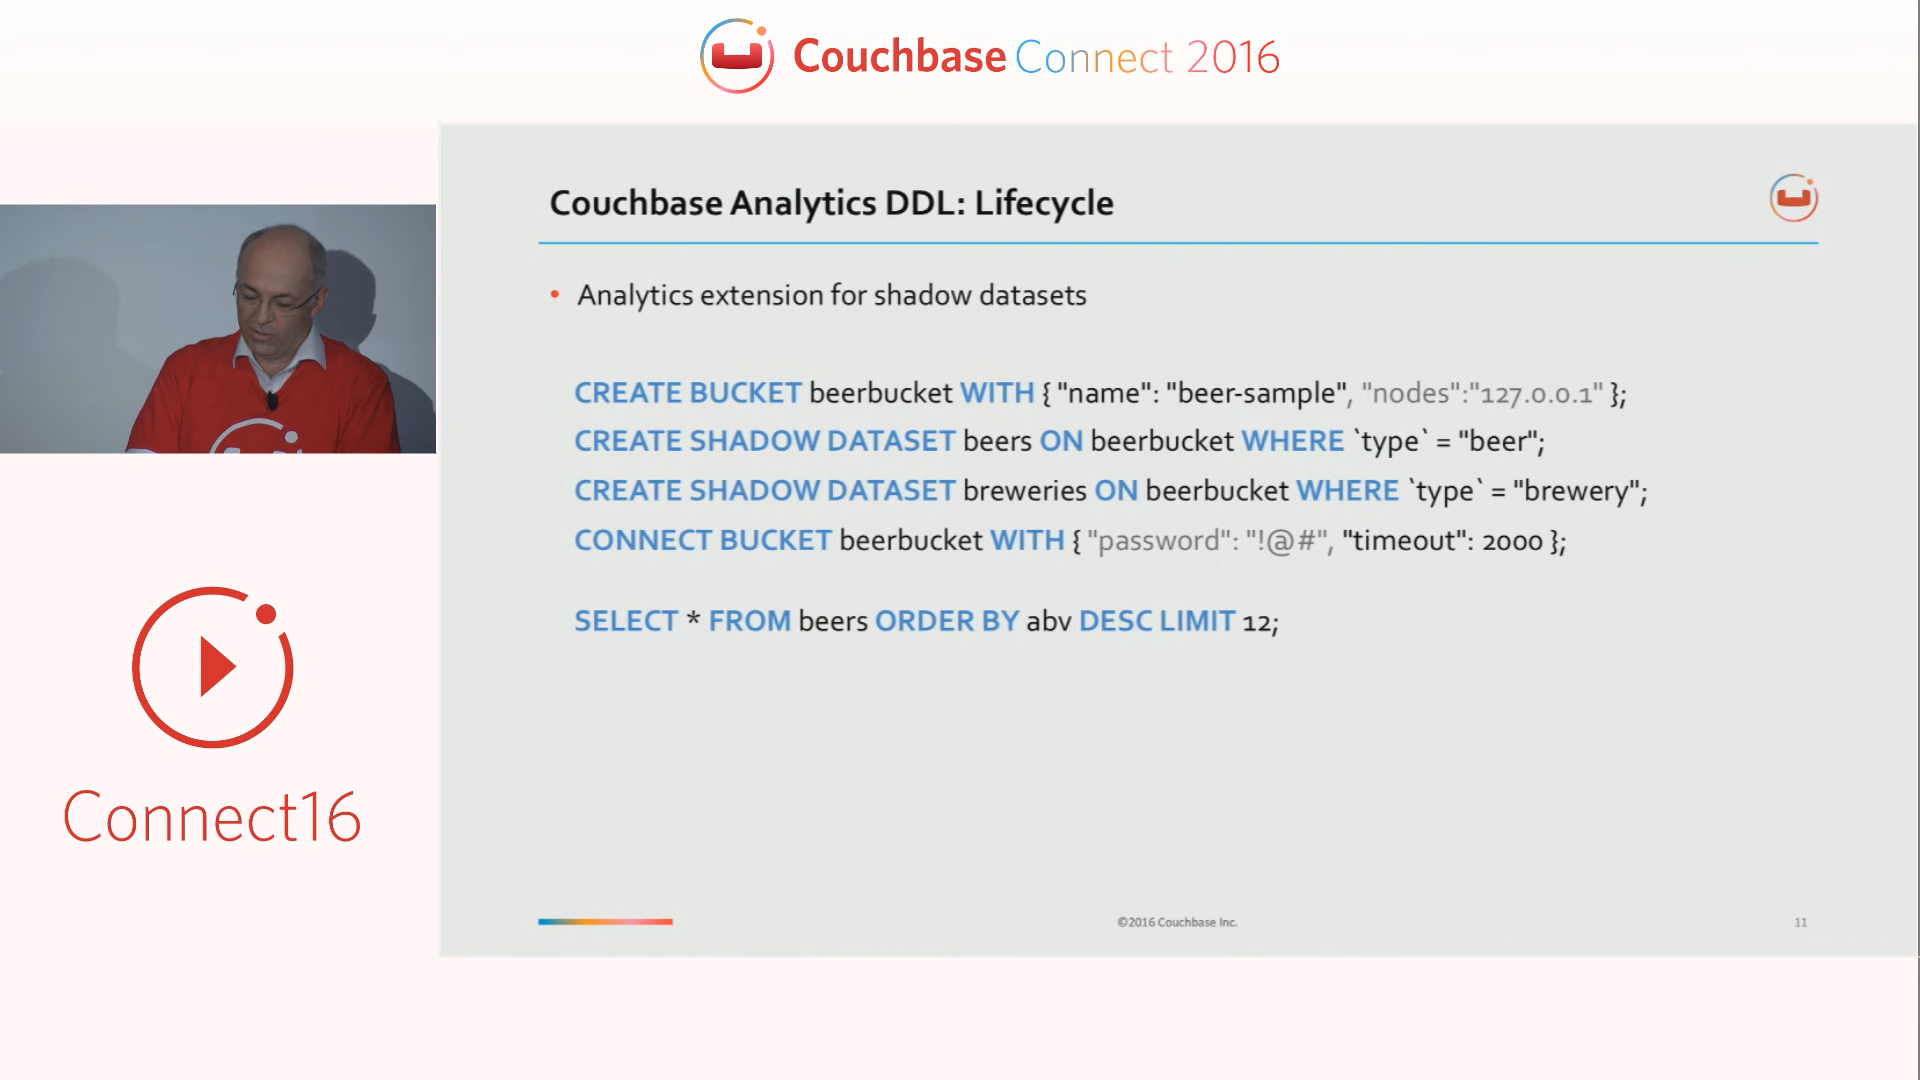 Couchbase Connect 2016
Couchbase Analytics DDL: Lifecycle
• Analytics extension for shadow datasets
CREATE BUCKET beerbucket WITH { "name": "beer-sample", "nodes":"127.0.0.1" };
CREATE SHADOW DATASET beers ON beerbucket WHERE `type` = "beer";
CREATE SHADOW DATASET breweries ON beerbucket WHERE `type` = "brewery";
CONNECT BUCKET beerbucket WITH { "password": "!@#", "timeout": 2000 };
SELECT * FROM beers ORDER BY abv DESC LIMIT 12;
Connect16
©2016 Couchbase Inc.
11